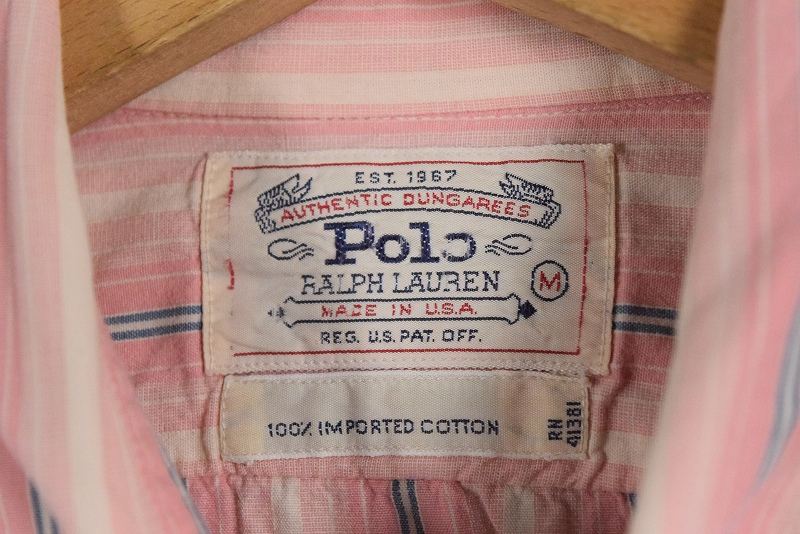 EST. 1967
AUTHENTIC DUNGAREES
Polo
RALPH LAUREN
M
MADE IN U.S.A.
REG. U.S. PAT. OFF.
100% IMPORTED COTTON
RN
41381